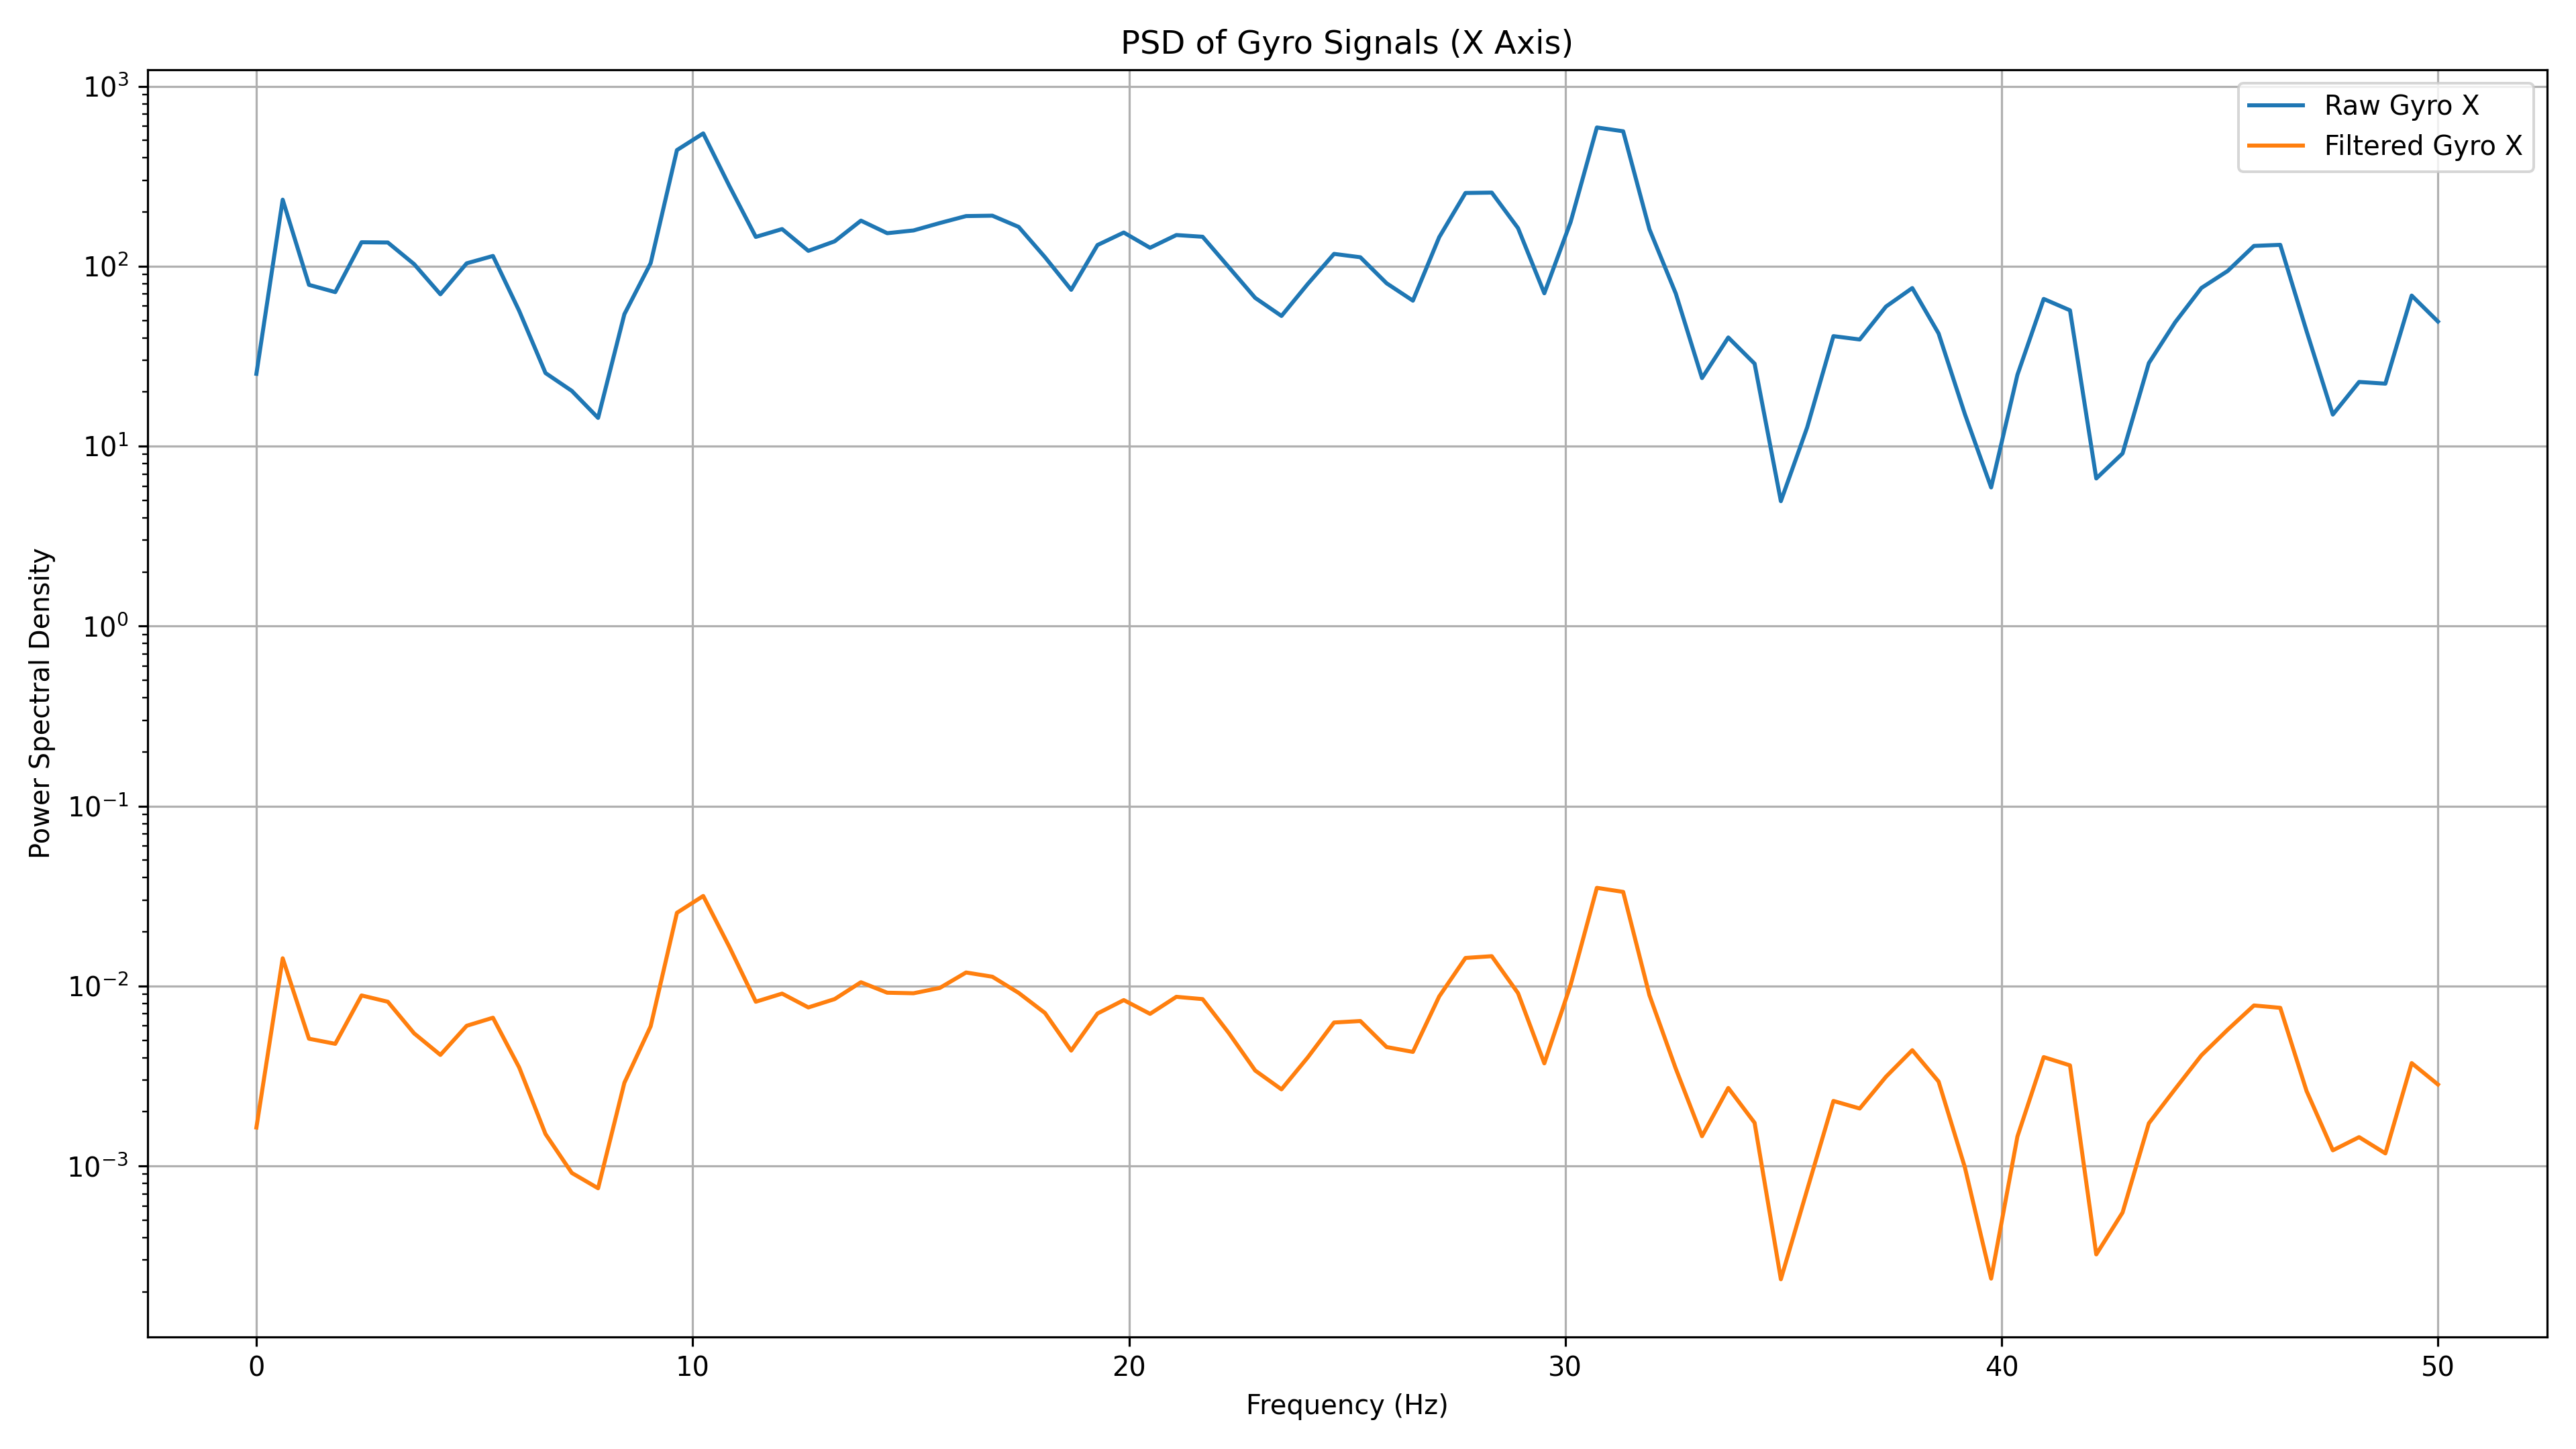 PSD of Gyro Signals (X Axis)
Raw Gyro X
Filtered Gyro X
Power Spectral Density
10³
10²
10¹
10⁰
10⁻¹
10⁻²
10⁻³
0 10 20 30 40 50
Frequency (Hz)